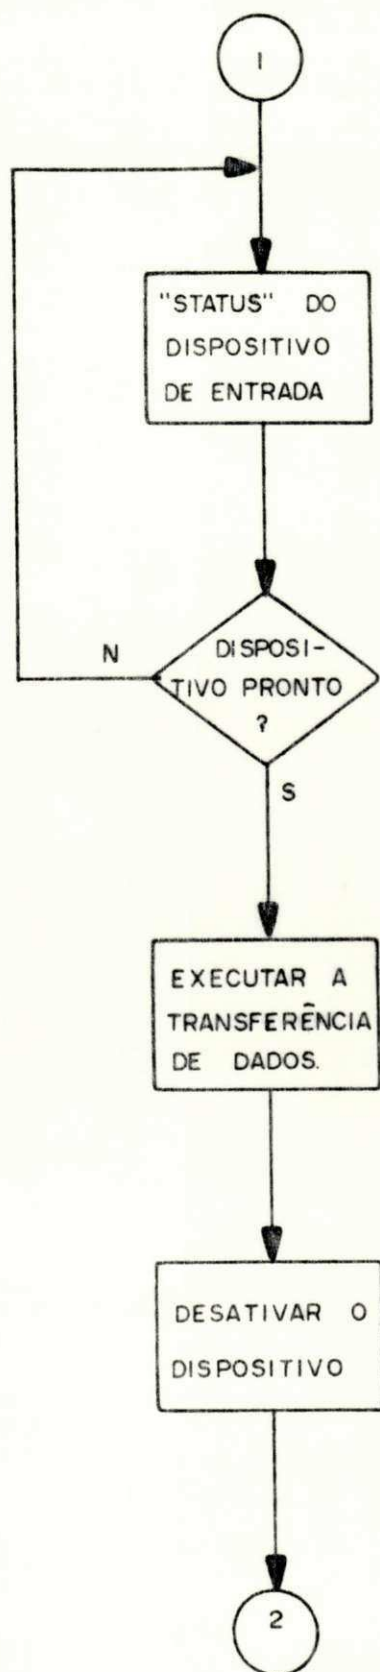 1
"STATUS" DO
DISPOSITIVO
DE ENTRADA
N
DISPOSI-
TIVO PRONTO
?
S
EXECUTAR A
TRANSFERÊNCIA
DE DADOS.
DESATIVAR O
DISPOSITIVO
2